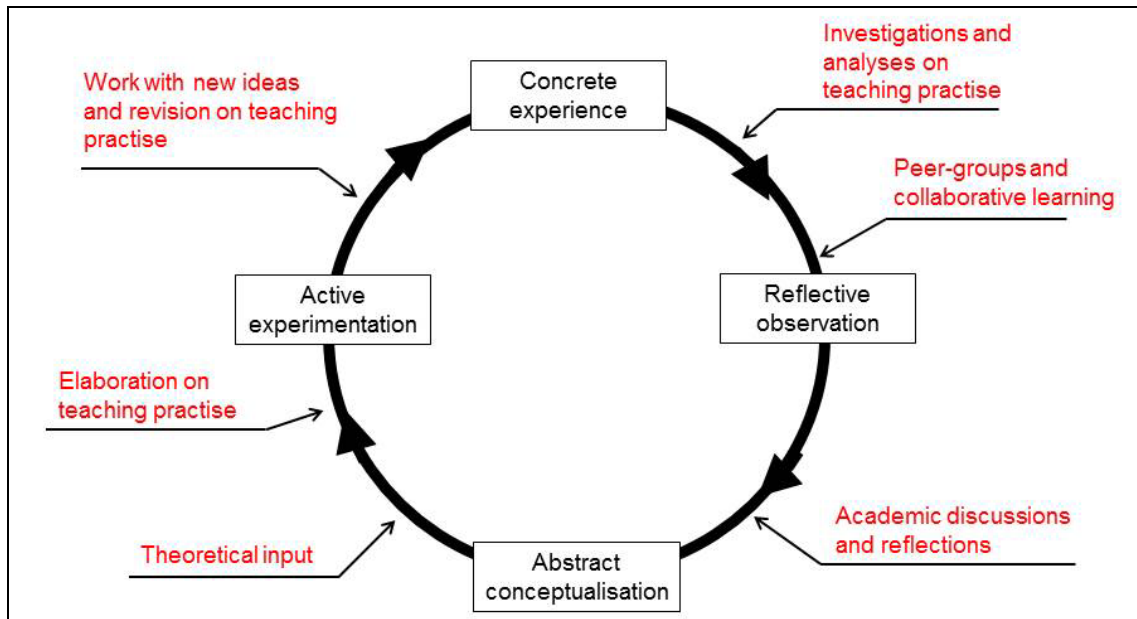 Concrete
experience
Investigations and
analyses on
teaching practise
Peer-groups and
collaborative learning
Reflective
observation
Academic discussions
and reflections
Abstract
conceptualisation
Theoretical input
Elaboration on
teaching practise
Active
experimentation
Work with new ideas
and revision on teaching
practise